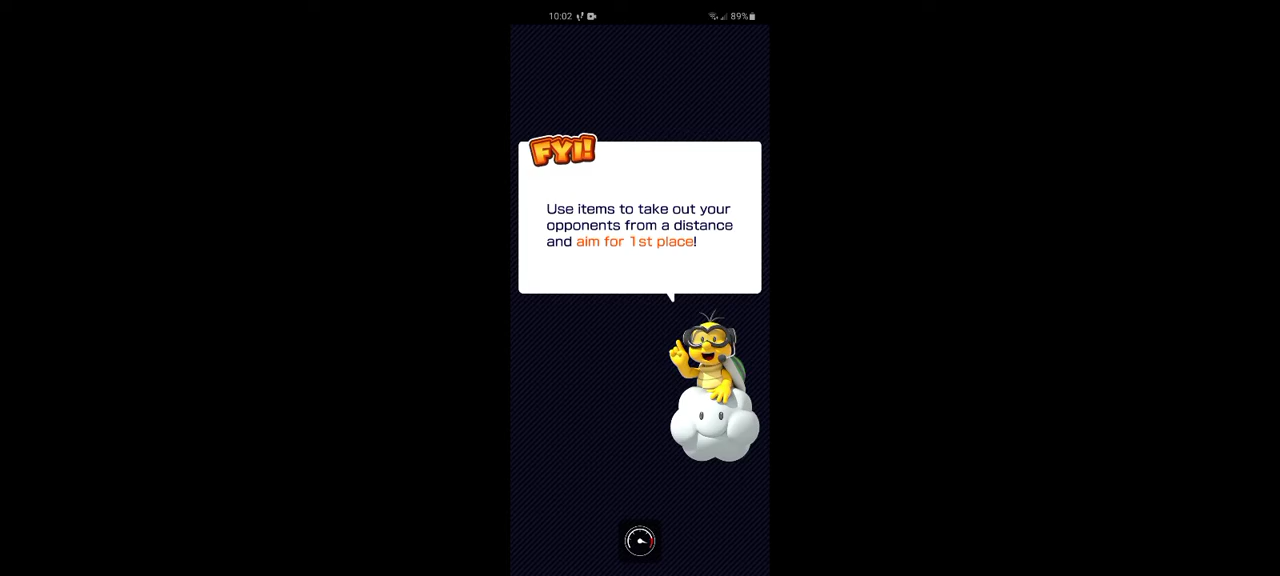 10:02 89%
FYI!
Use items to take out your
opponents from a distance
and aim for 1st place!